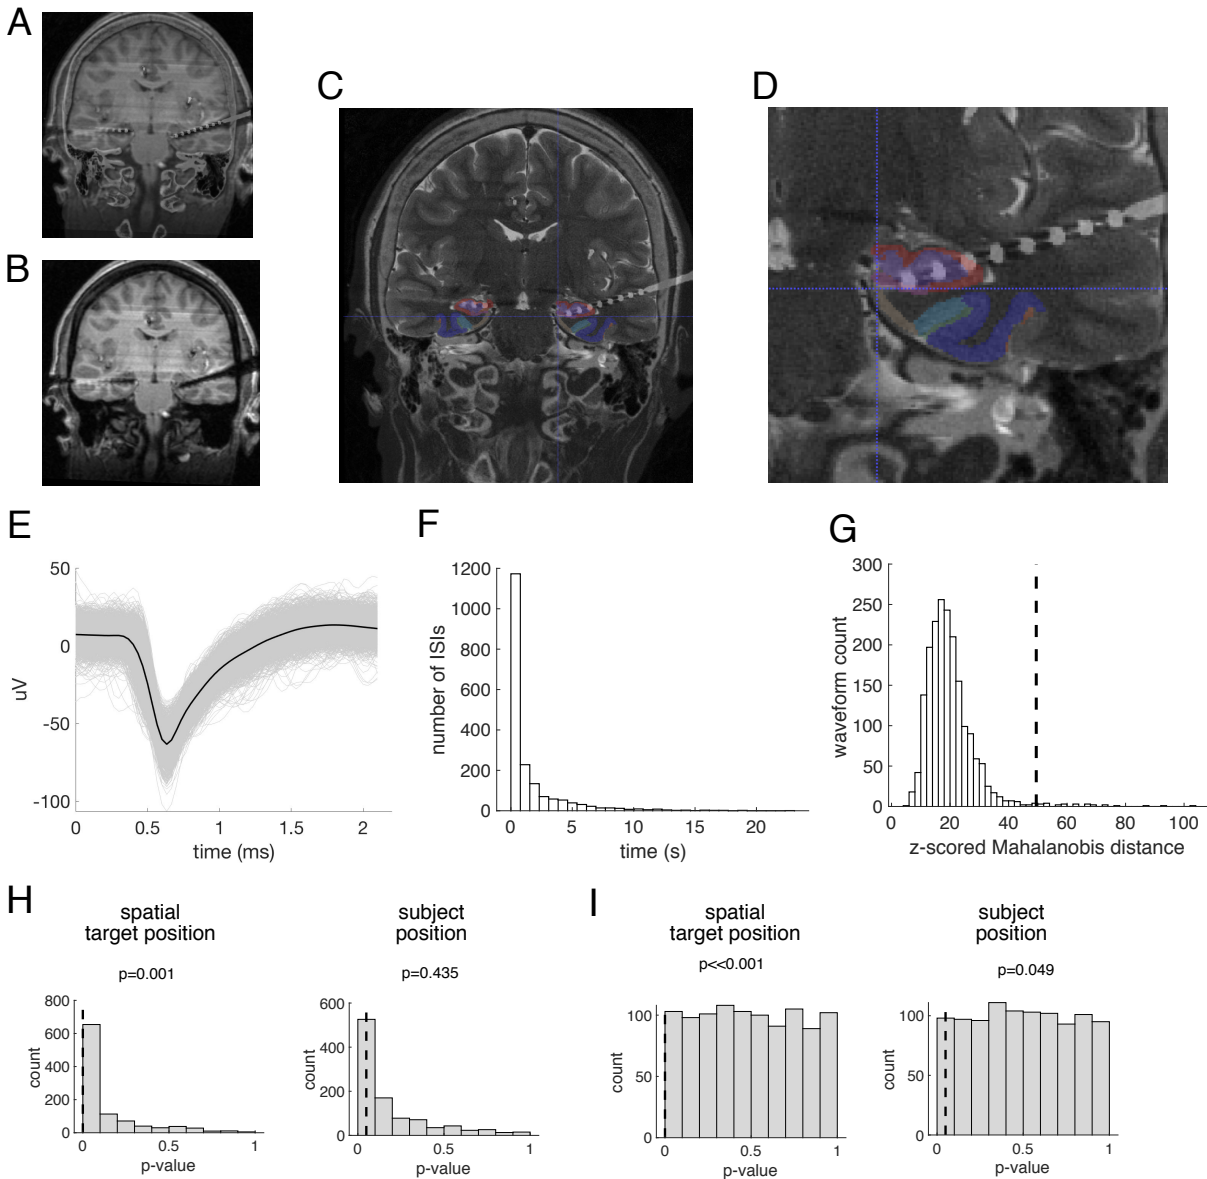 A
B
C
D
E
50
0
-50
-100
uV
0
0.5
1
1.5
2
time (ms)
F
1200
1000
800
600
400
200
0
number of ISIs
0
5
10
15
20
time (s)
G
300
250
200
150
100
50
0
waveform count
0
20
40
60
80
100
z-scored Mahalanobis distance
H
spatial
target position
p=0.001
800
600
400
200
0
count
0
0.5
1
p-value
subject
position
p=0.435
600
400
200
0
count
0
0.5
1
p-value
I
spatial
target position
p<<0.001
100
50
0
count
0
0.5
1
p-value
subject
position
p=0.049
100
50
0
count
0
0.5
1
p-value